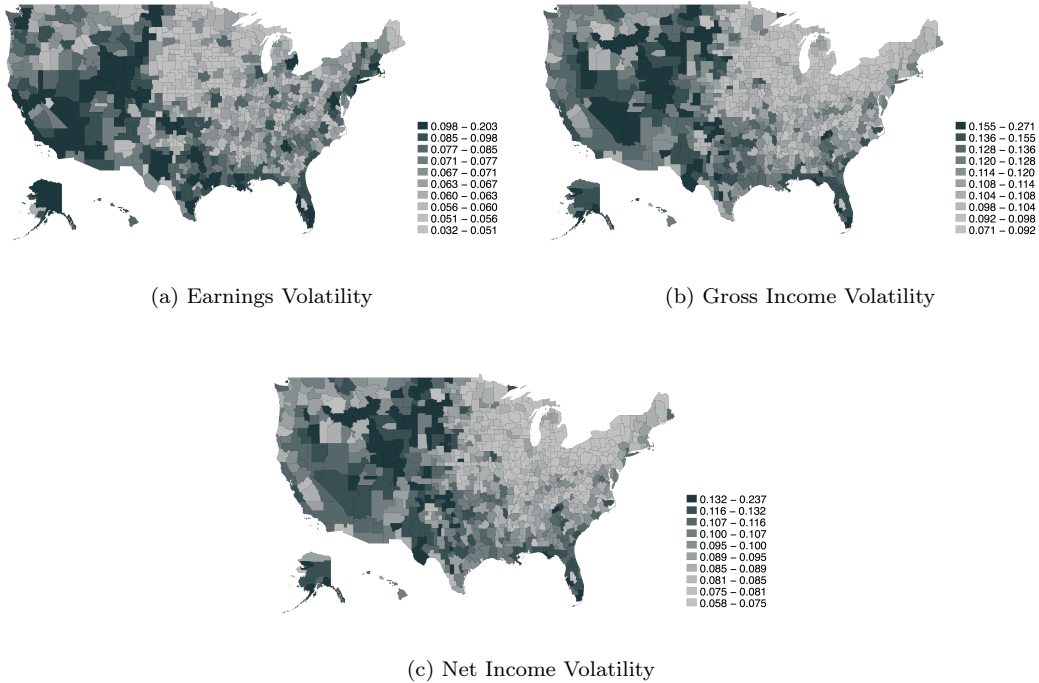 0.098 – 0.203
0.085 – 0.098
0.077 – 0.085
0.071 – 0.077
0.067 – 0.071
0.063 – 0.067
0.060 – 0.063
0.056 – 0.060
0.051 – 0.056
0.032 – 0.051
(a) Earnings Volatility
0.155 – 0.271
0.136 – 0.155
0.128 – 0.136
0.120 – 0.128
0.114 – 0.120
0.108 – 0.114
0.104 – 0.108
0.098 – 0.104
0.092 – 0.098
0.071 – 0.092
(b) Gross Income Volatility
0.132 – 0.237
0.116 – 0.132
0.107 – 0.116
0.100 – 0.107
0.095 – 0.100
0.089 – 0.095
0.085 – 0.089
0.081 – 0.085
0.075 – 0.081
0.058 – 0.075
(c) Net Income Volatility